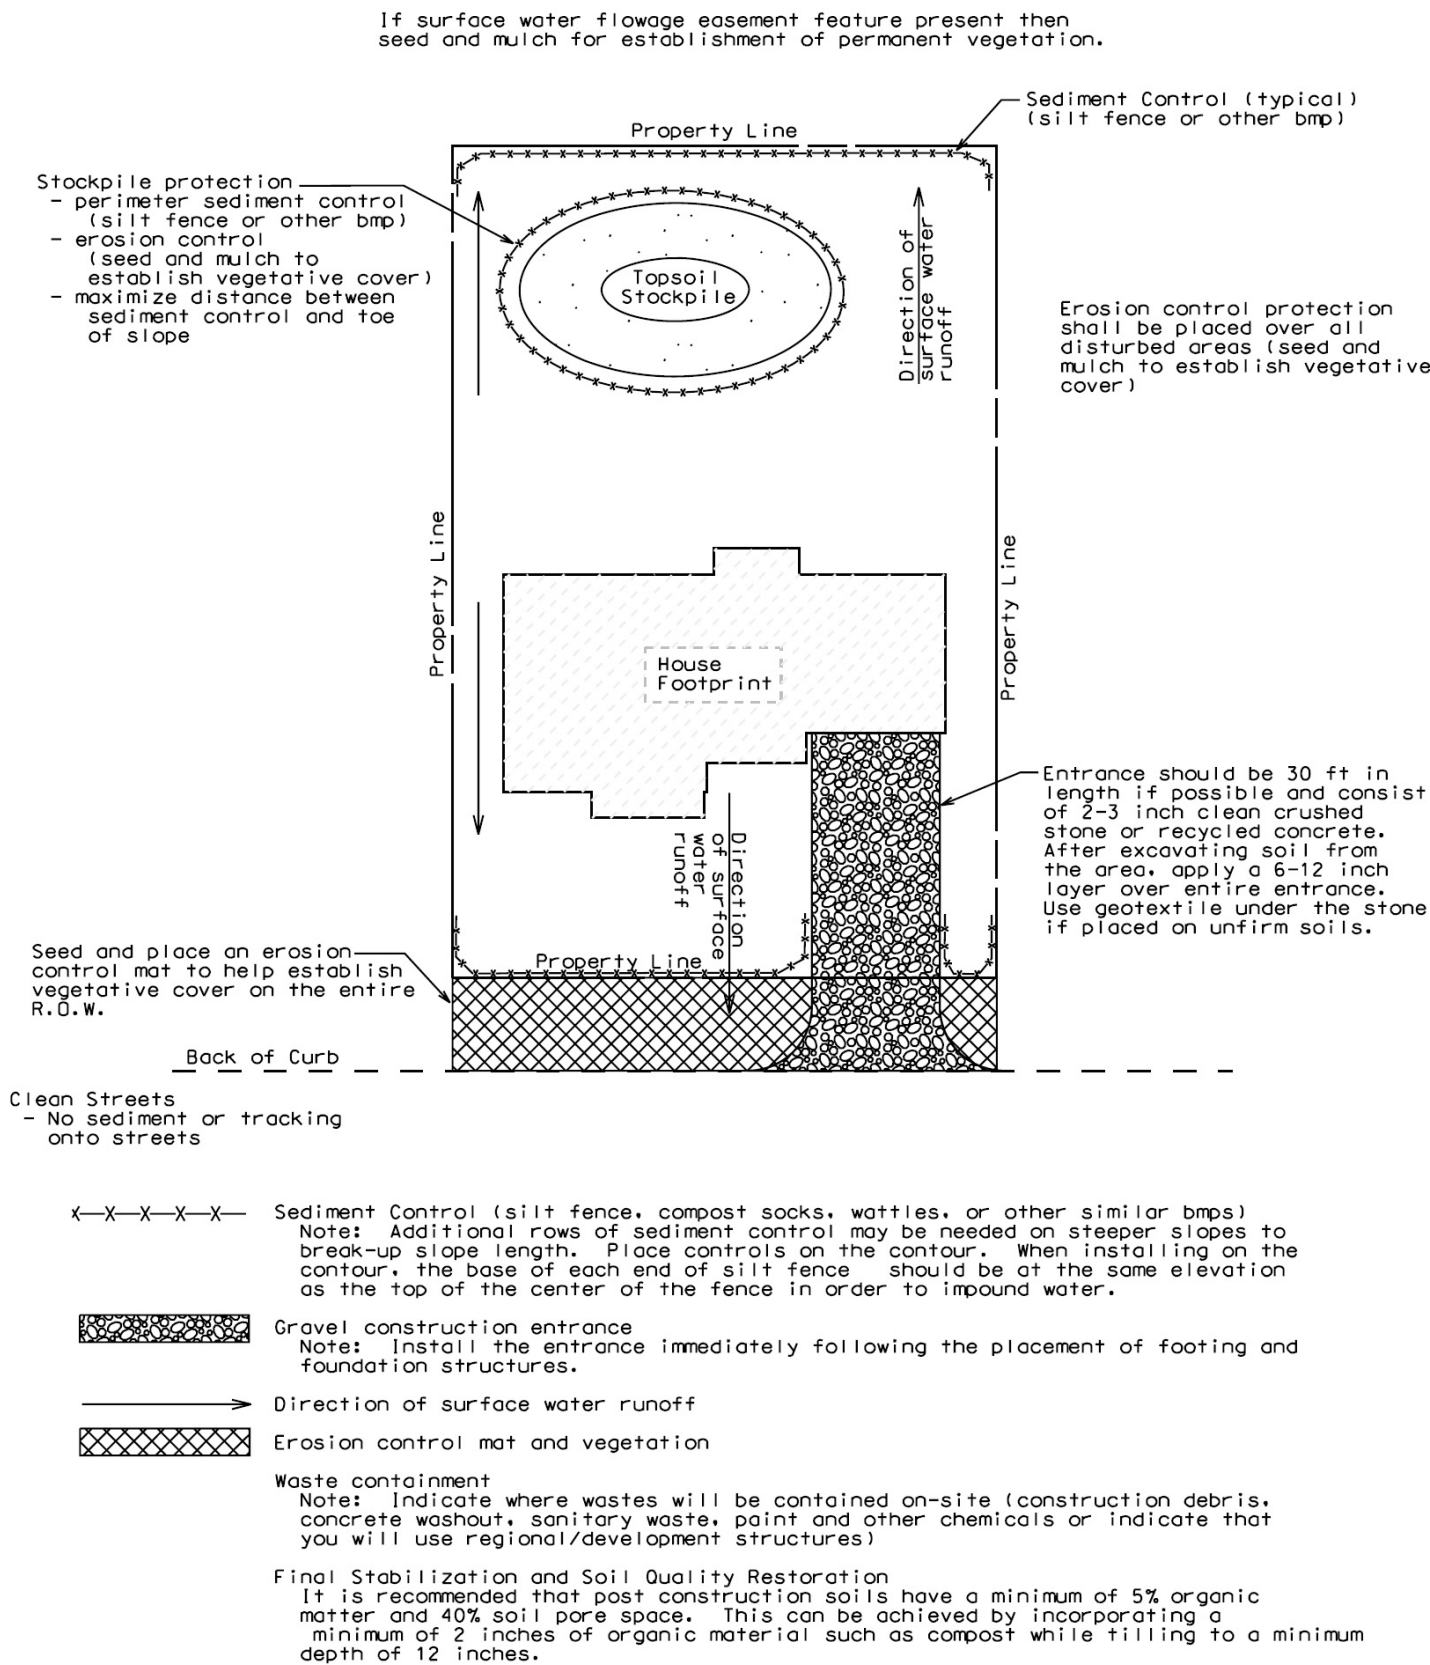 If surface water flowage easement feature present then
seed and mulch for establishment of permanent vegetation.
Sediment Control (typical)
(silt fence or other bmp)
Property Line
Stockpile protection
- perimeter sediment control
(silt fence or other bmp)
- erosion control
(seed and mulch to
establish vegetative cover)
- maximize distance between
sediment control and toe
of slope
Topsoil
Stockpile
Direction of
surface water
runoff
Erosion control protection
shall be placed over all
disturbed areas (seed and
mulch to establish vegetative
cover)
Property Line
Property Line
House
Footprint
Entrance should be 30 ft in
length if possible and consist
of 2-3 inch clean crushed
stone or recycled concrete.
After excavating soil from
the area, apply a 6-12 inch
layer over entire entrance.
Use geotextile under the stone
if placed on unfirm soils.
Direction
of surface
water
runoff
Seed and place an erosion
control mat to help establish
vegetative cover on the entire
R.O.W.
Property Line
Back of Curb
Clean Streets
- No sediment or tracking
onto streets
Sediment Control (silt fence, compost socks, wattles, or other similar bmps)
Note: Additional rows of sediment control may be needed on steeper slopes to
break-up slope length. Place controls on the contour. When installing on the
contour, the base of each end of silt fence should be at the same elevation
as the top of the center of the fence in order to impound water.
Gravel construction entrance
Note: Install the entrance immediately following the placement of footing and
foundation structures.
Direction of surface water runoff
Erosion control mat and vegetation
Waste containment
Note: Indicate where wastes will be contained on-site (construction debris,
concrete washout, sanitary waste, paint and other chemicals or indicate that
you will use regional/development structures)
Final Stabilization and Soil Quality Restoration
It is recommended that post construction soils have a minimum of 5% organic
matter and 40% soil pore space. This can be achieved by incorporating a
minimum of 2 inches of organic material such as compost while tilling to a minimum
depth of 12 inches.